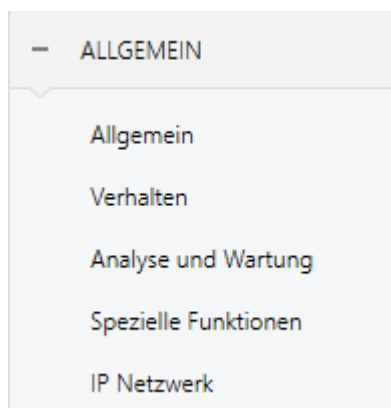 ALLGEMEIN
Allgemein
Verhalten
Analyse und Wartung
Spezielle Funktionen
IP Netzwerk